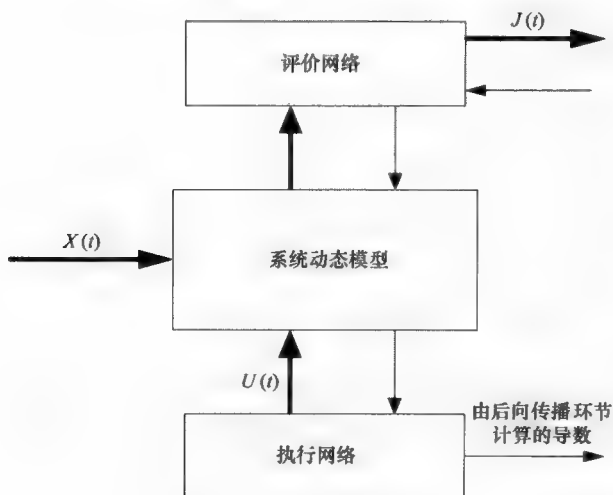 J(t)
评价网络
X(t)
系统动态模型
U(t)
由后向传播环节
计算的导数
执行网络